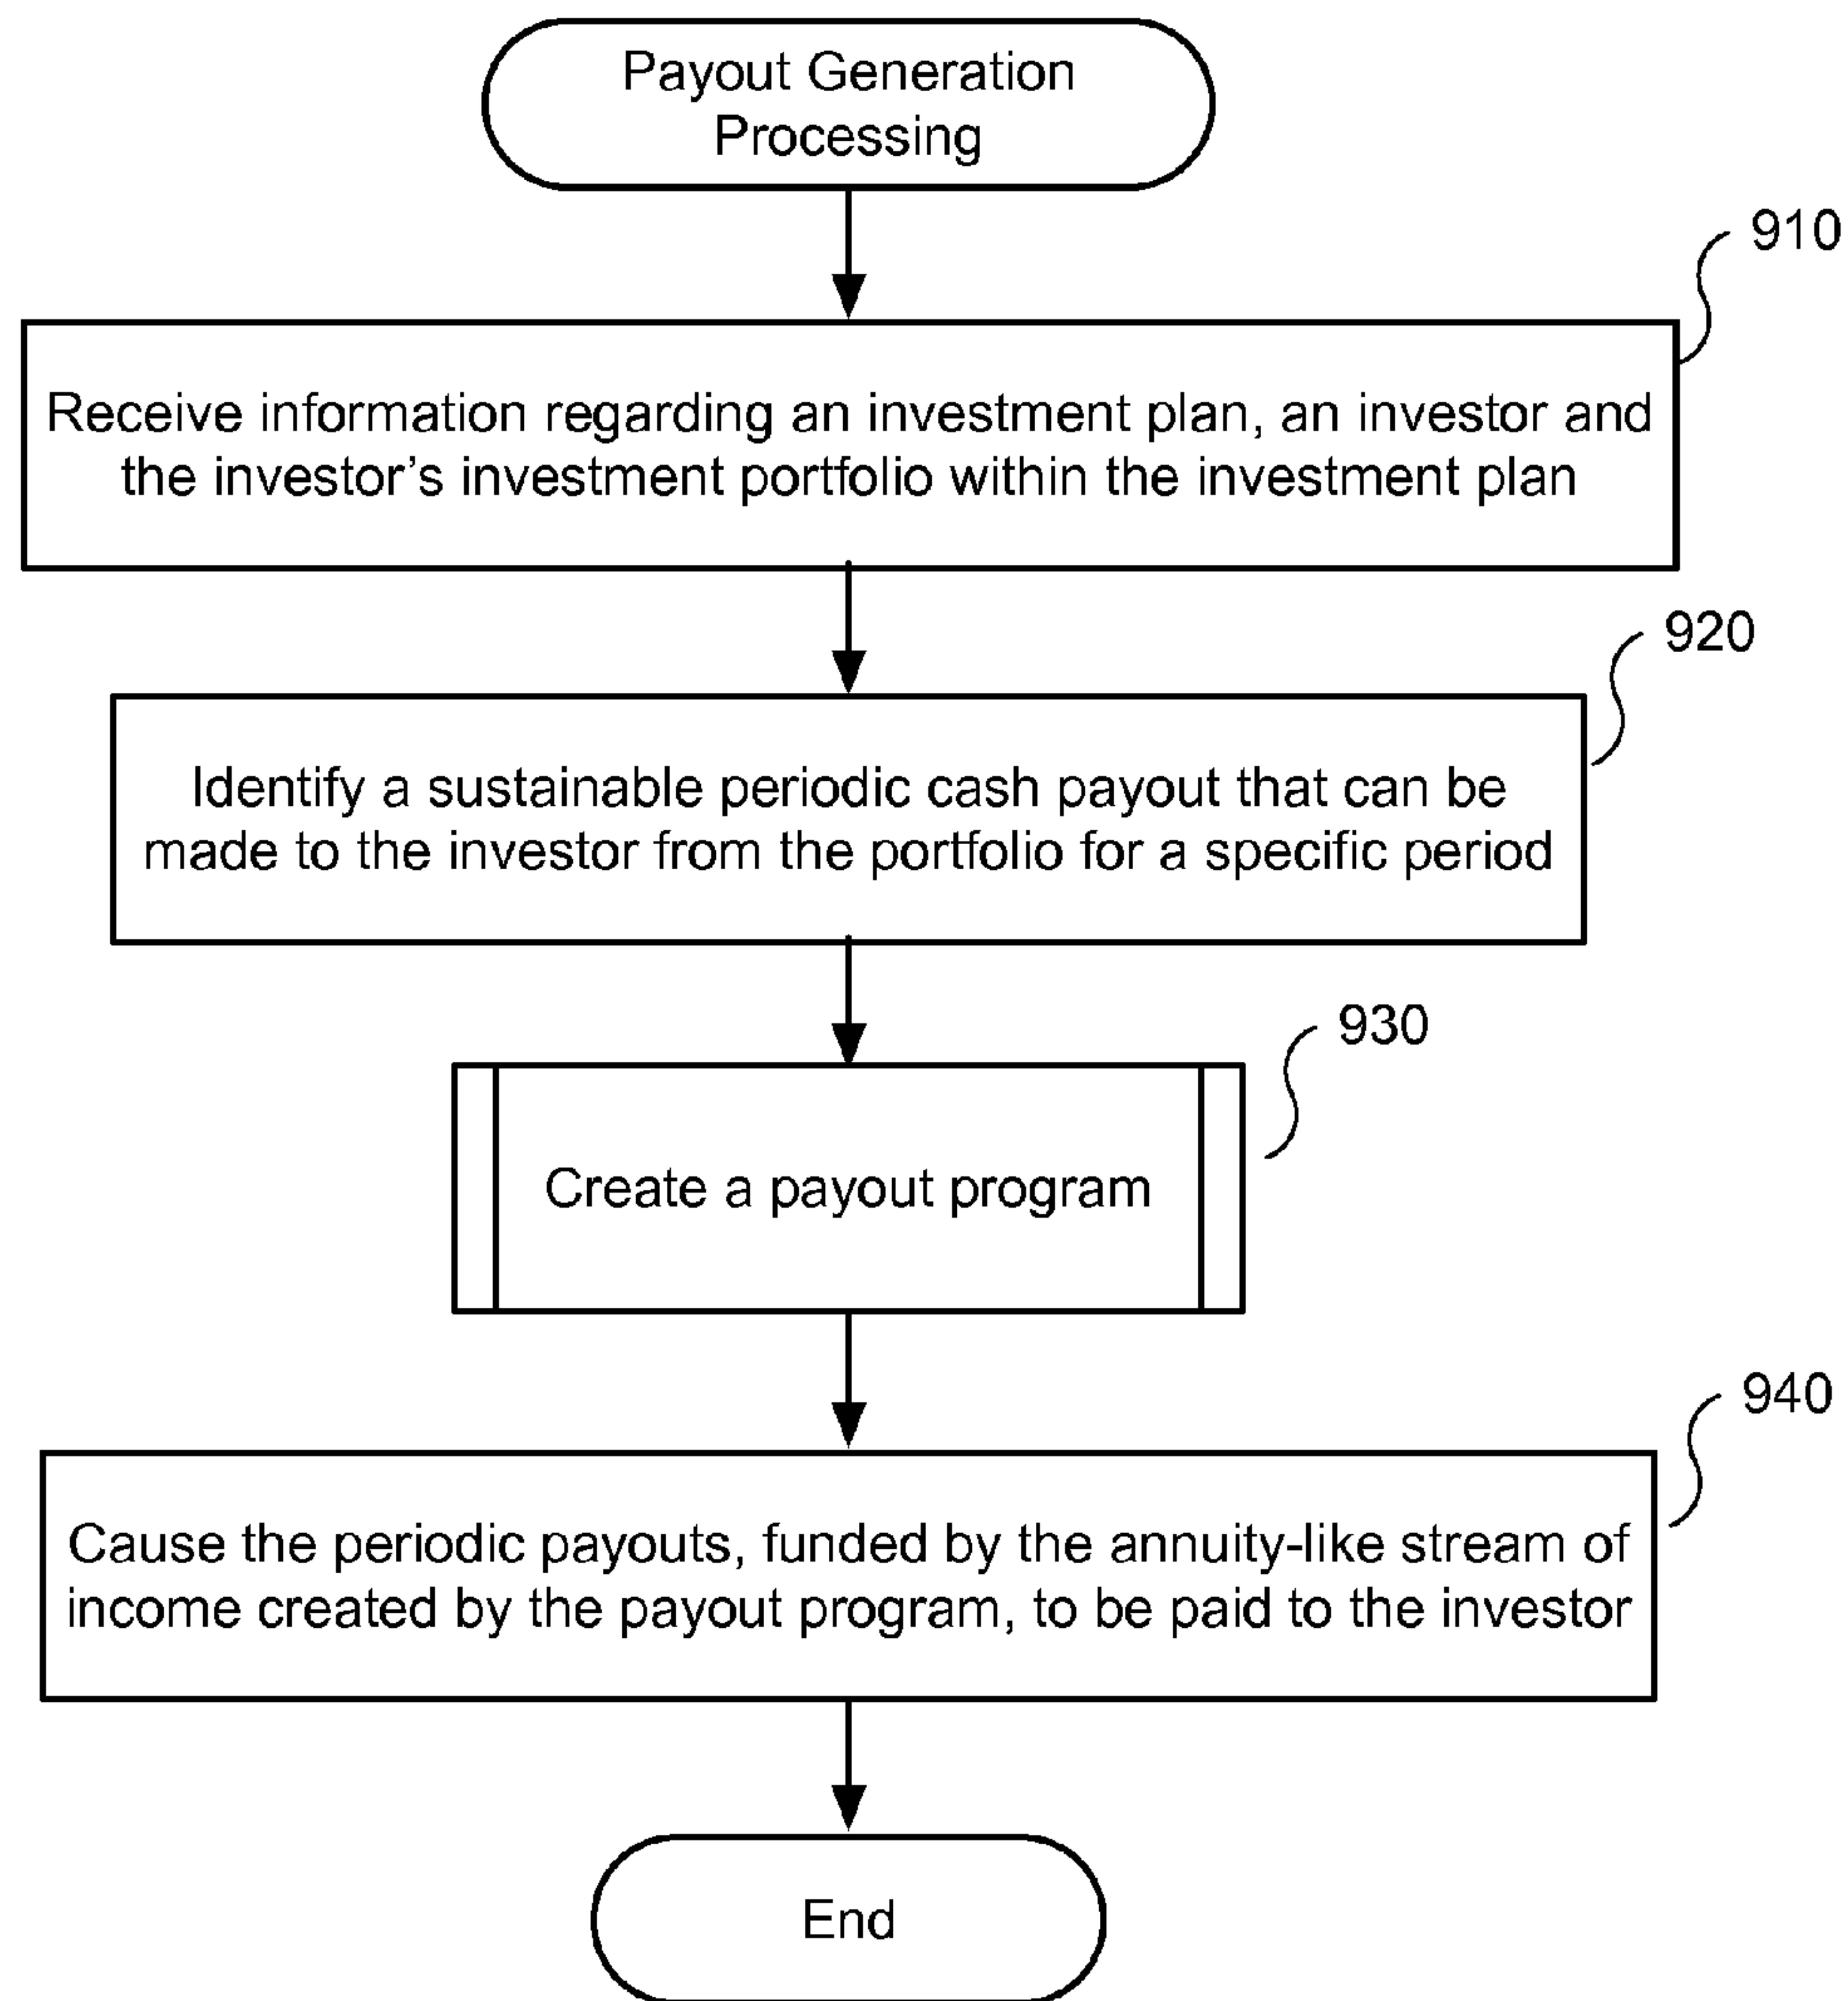 Payout Generation
Processing
910
Receive information regarding an investment plan, an investor and
the investor’s investment portfolio within the investment plan
920
Identify a sustainable periodic cash payout that can be
made to the investor from the portfolio for a specific period
930
Create a payout program
940
Cause the periodic payouts, funded by the annuity-like stream of
income created by the payout program, to be paid to the investor
End